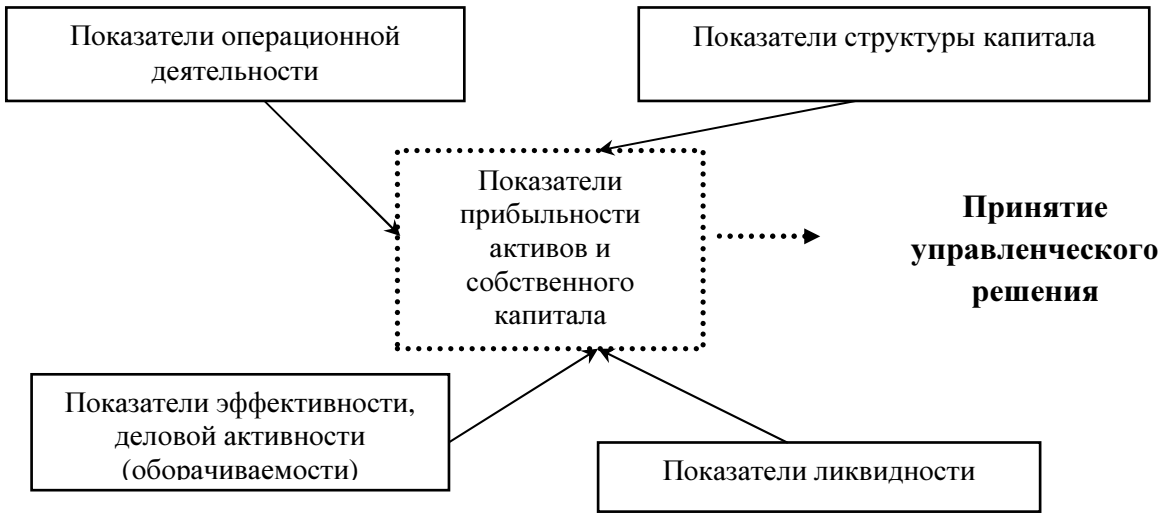 Показатели операционной
деятельности
Показатели структуры капитала
Показатели
прибыльности
активов и
собственного
капитала
Принятие
управленческого
решения
Показатели эффективности,
деловой активности
(оборачиваемости)
Показатели ликвидности